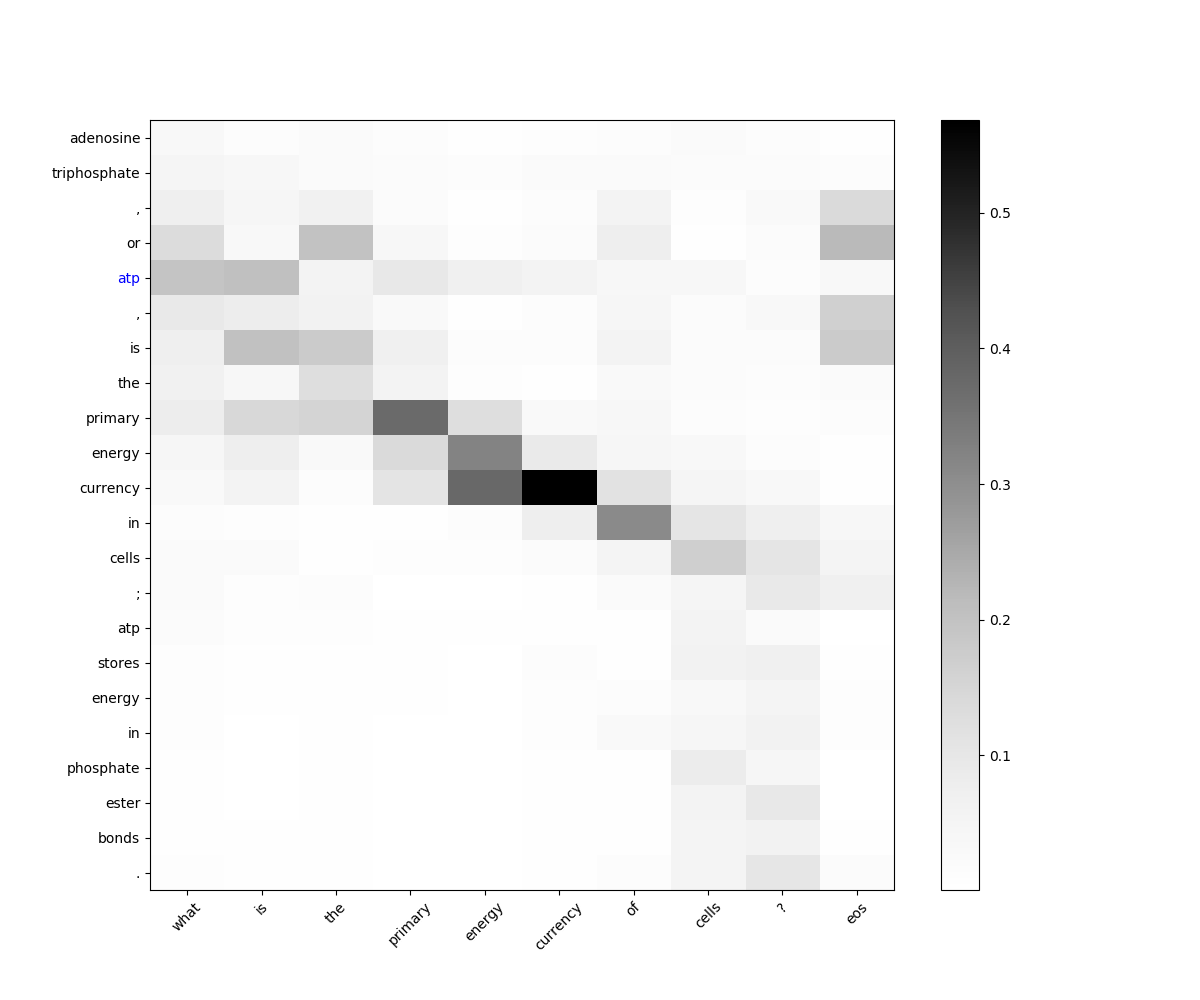 adenosine
triphosphate
,
or
atp
,
is
the
primary
energy
currency
in
cells
;
atp
stores
energy
in
phosphate
ester
bonds
.
what is the primary energy currency of cells ? eos
0.5
0.4
0.3
0.2
0.1